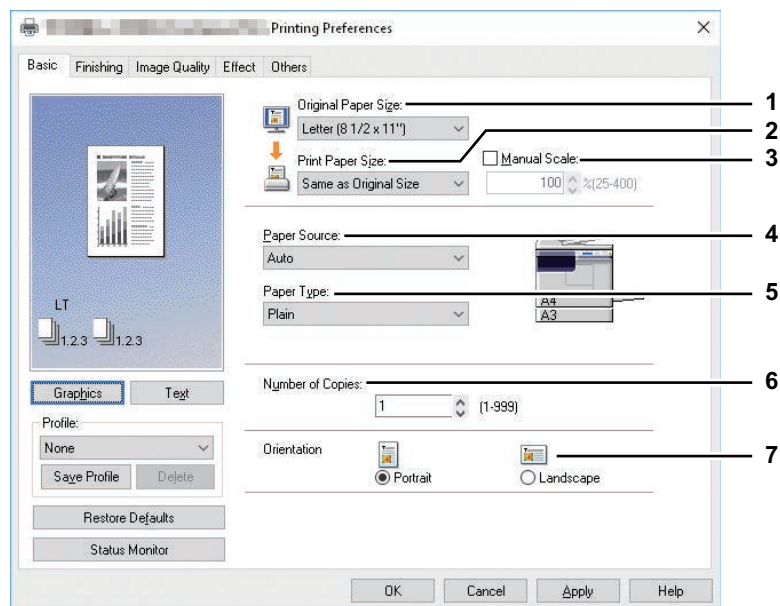 Printing Preferences
Basic Finishing Image Quality Effect Others
Original Paper Size: 1
Letter (8 1/2 x 11") 2
Print Paper Size: Manual Scale: 3
Same as Original Size 100 %(25-400)
Paper Source: 4
Auto
Paper Type: 5
Plain
A4
A3
LT
1.2.3 1.2.3
Graphics Text
Number of Copies: 6
1 (1-999)
Profile:
None
Save Profile Delete
Orientation 7
Portrait Landscape
Restore Defaults
Status Monitor
OK Cancel Apply Help